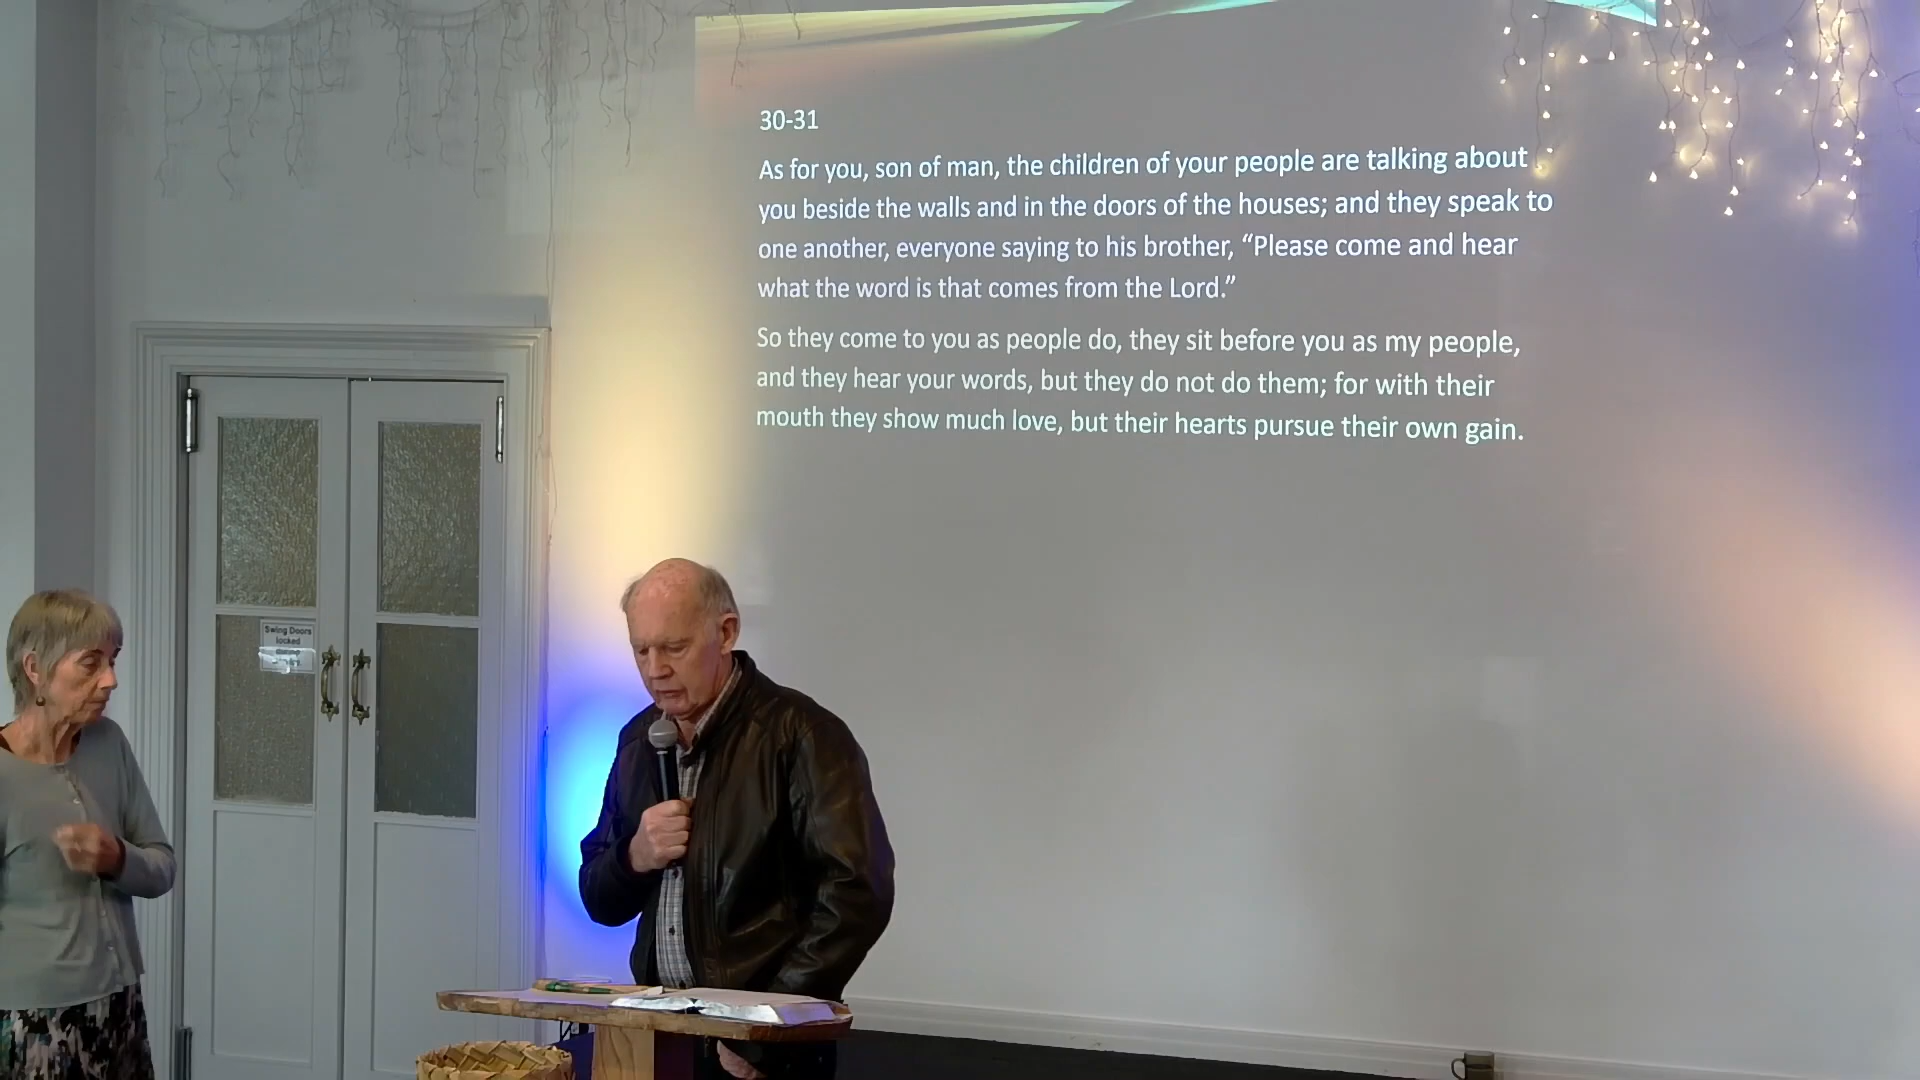 30-31
As for you, son of man, the children of your people are talking about
you beside the walls and in the doors of the houses; and they speak to
one another, everyone saying to his brother, “Please come and hear
what the word is that comes from the Lord.”
So they come to you as people do, they sit before you as my people,
and they hear your words, but they do not do them; for with their
mouth they show much love, but their hearts pursue their own gain.
Swing Doors
locked